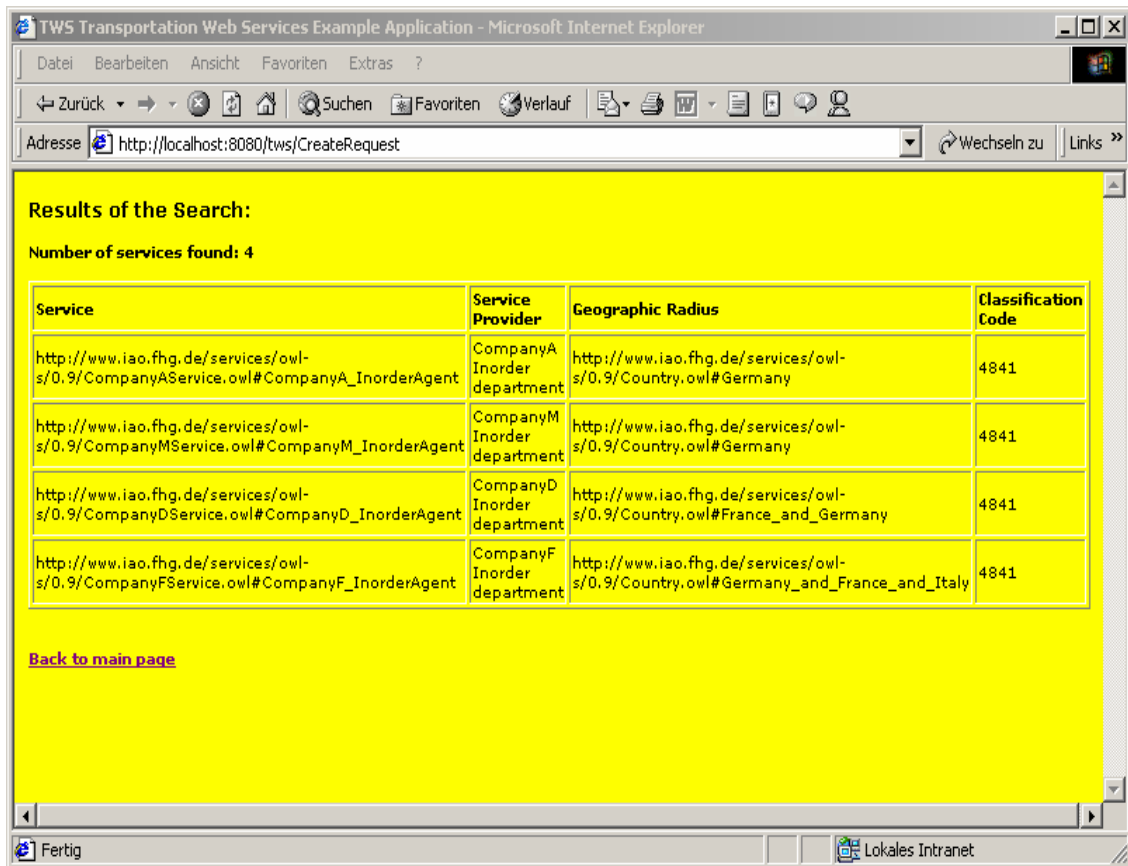 TWS Transportation Web Services Example Application - Microsoft Internet Explorer
Datei Bearbeiten Ansicht Favoriten Extras ?
Zurück Suchen Favoriten Verlauf
Adresse http://localhost:8080/tws/CreateRequest Wechseln zu Links »
Results of the Search:
Number of services found: 4
Service
Service
Provider
Geographic Radius
Classification
Code
http://www.iao.fhg.de/services/owl-
s/0.9/CompanyAService.owl#CompanyA_InorderAgent
CompanyA
Inorder
department
http://www.iao.fhg.de/services/owl-
s/0.9/Country.owl#Germany
4841
http://www.iao.fhg.de/services/owl-
s/0.9/CompanyMService.owl#CompanyM_InorderAgent
CompanyM
Inorder
department
http://www.iao.fhg.de/services/owl-
s/0.9/Country.owl#Germany
4841
http://www.iao.fhg.de/services/owl-
s/0.9/CompanyDService.owl#CompanyD_InorderAgent
CompanyD
Inorder
department
http://www.iao.fhg.de/services/owl-
s/0.9/Country.owl#France_and_Germany
4841
http://www.iao.fhg.de/services/owl-
s/0.9/CompanyFService.owl#CompanyF_InorderAgent
CompanyF
Inorder
department
http://www.iao.fhg.de/services/owl-
s/0.9/Country.owl#Germany_and_France_and_Italy
4841
Back to main page
Fertig Lokales Intranet